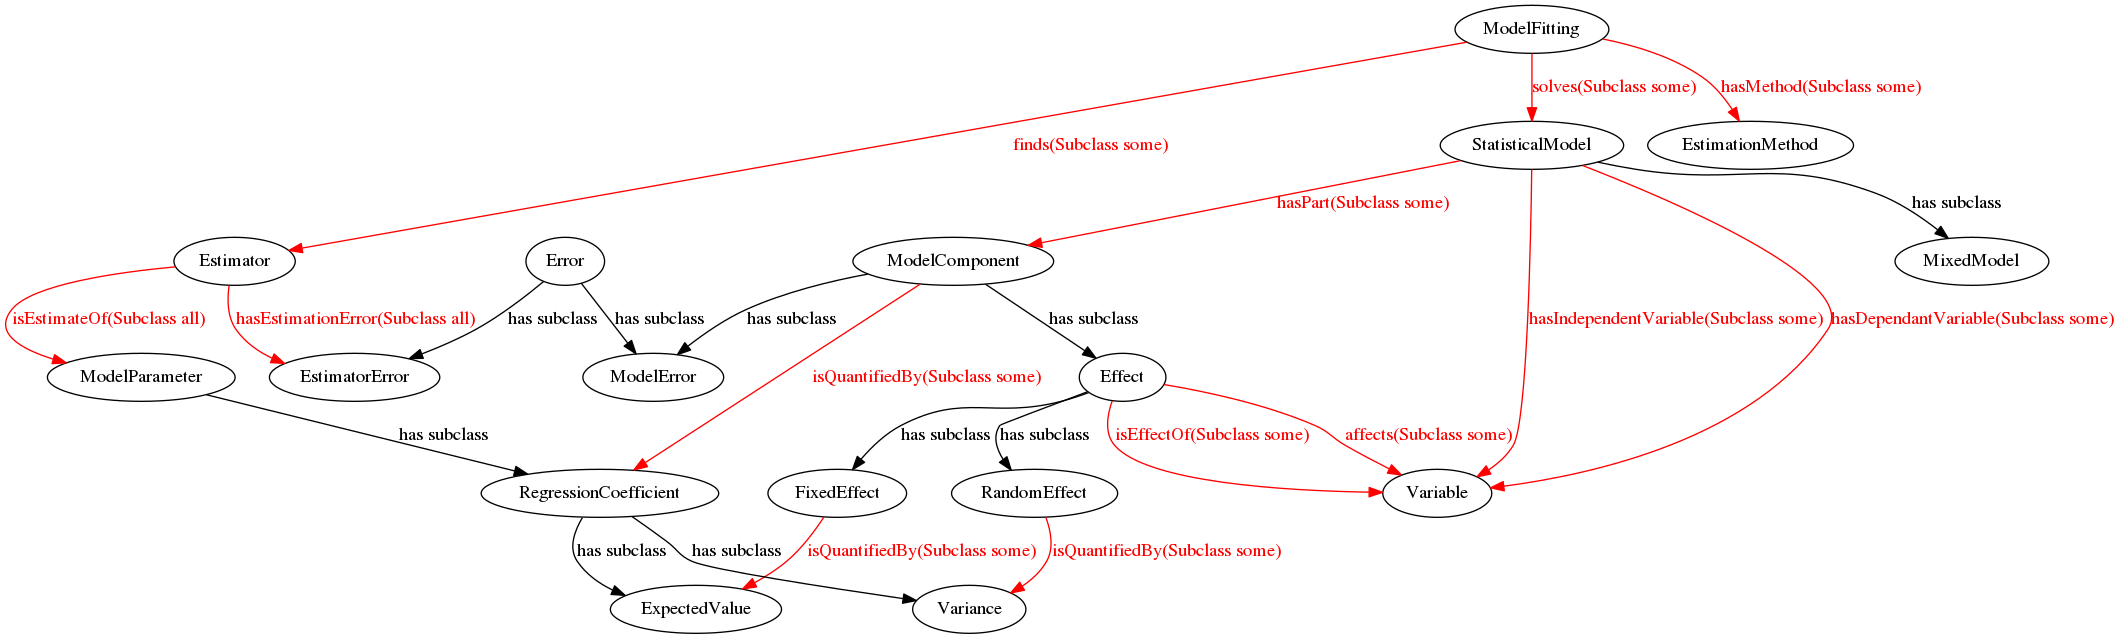 ModelFitting
solves(Subclass some)
hasMethod(Subclass some)
finds(Subclass some)
StatisticalModel
EstimationMethod
hasPart(Subclass some)
has subclass
Estimator
Error
ModelComponent
MixedModel
isEstimateOf(Subclass all)
hasEstimationError(Subclass all)
has subclass
has subclass
has subclass
has subclass
hasIndependentVariable(Subclass some)
hasDependantVariable(Subclass some)
ModelParameter
EstimatorError
ModelError
isQuantifiedBy(Subclass some)
Effect
has subclass
has subclass
has subclass
isEffectOf(Subclass some)
affects(Subclass some)
RegressionCoefficient
FixedEffect
RandomEffect
Variable
has subclass
has subclass
isQuantifiedBy(Subclass some)
isQuantifiedBy(Subclass some)
ExpectedValue
Variance